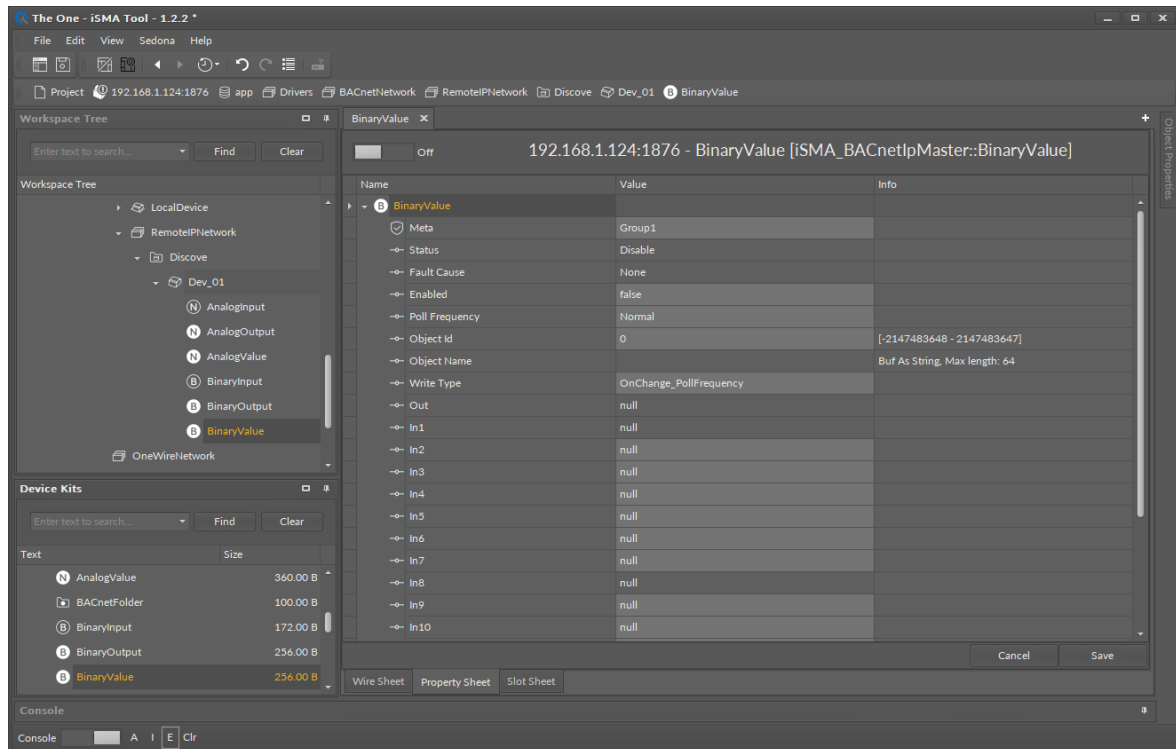 The One - iSMA Tool - 1.2.2 *
File Edit View Sedona Help
Project 192.168.1.124:1876 app Drivers BACnetNetwork RemoteIPNetwork Discove Dev_01 B BinaryValue
Workspace Tree
Enter text to search... Find Clear
Workspace Tree
LocalDevice
RemoteIPNetwork
Discove
Dev_01
N AnalogInput
N AnalogOutput
N AnalogValue
B BinaryInput
B BinaryOutput
B BinaryValue
OneWireNetwork
Device Kits
Enter text to search... Find Clear
Text Size
N AnalogValue 360.00 B
BACnetFolder 100.00 B
B BinaryInput 172.00 B
B BinaryOutput 256.00 B
B BinaryValue 256.00 B
BinaryValue
Off 192.168.1.124:1876 - BinaryValue [iSMA_BACnetIpMaster::BinaryValue]
Name Value Info
B BinaryValue
Meta Group1
Status Disable
Fault Cause None
Enabled false
Poll Frequency Normal
Object Id 0 [-2147483648 - 2147483647]
Object Name Buf As String, Max length: 64
Write Type OnChange_PollFrequency
Out null
In1 null
In2 null
In3 null
In4 null
In5 null
In6 null
In7 null
In8 null
In9 null
In10 null
Cancel Save
Wire Sheet Property Sheet Slot Sheet
Object Properties
Console
Console A I E Clr